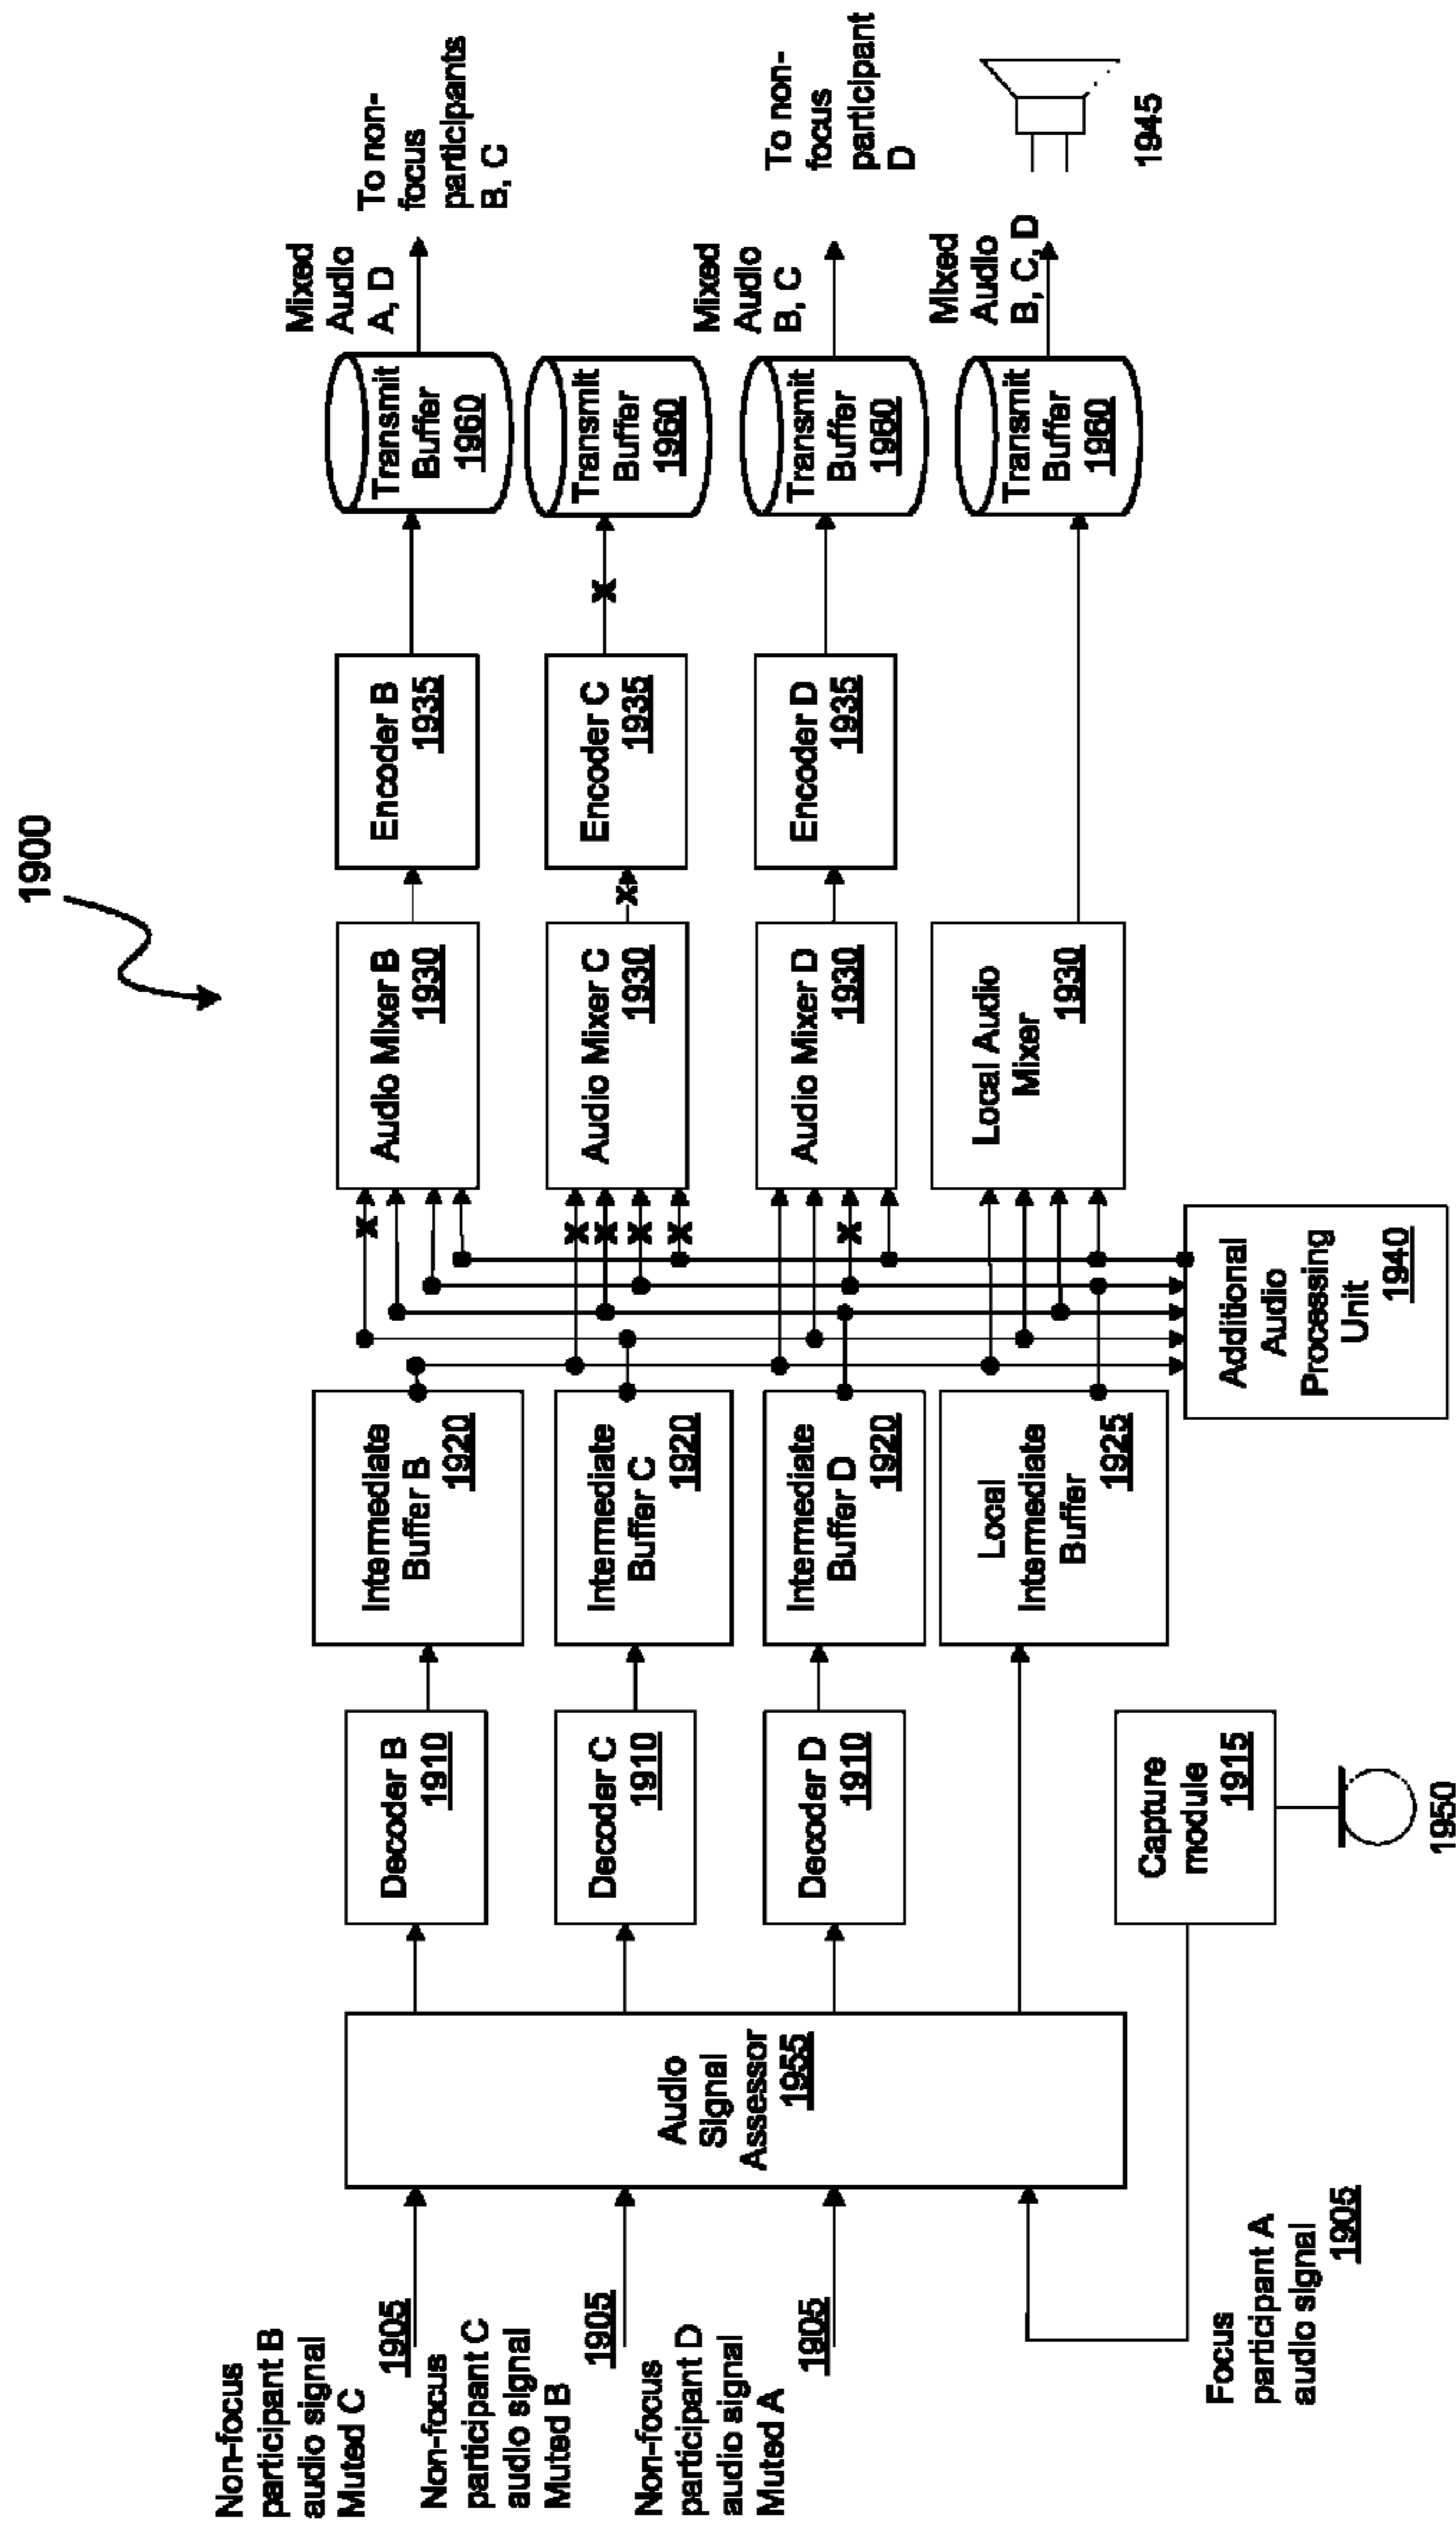 1900
Mixed
Audio
A, D
To non-
focus
participants
B, C
Mixed
Audio
B, C
To non-
focus
participant
D
Mixed
Audio
B, C, D
1945
Transmit
Buffer
1960
Transmit
Buffer
1960
Transmit
Buffer
1960
Transmit
Buffer
1960
Encoder B
1935
Encoder C
1935
Encoder D
1935
Audio Mixer B
1930
Audio Mixer C
1930
Audio Mixer D
1930
Local Audio
Mixer
1930
x
x
x
x
x
x
x
x
Additional
Audio
Processing
Unit
1940
Intermediate
Buffer B
1920
Intermediate
Buffer C
1920
Intermediate
Buffer D
1920
Local
Intermediate
Buffer
1925
Decoder B
1910
Decoder C
1910
Decoder D
1910
Capture
module
1915
1950
Audio
Signal
Assessor
1955
Non-focus
participant B
audio signal
Muted C
1905
Non-focus
participant C
audio signal
Muted B
1905
Non-focus
participant D
audio signal
Muted A
1905
Focus
participant A
audio signal
1905